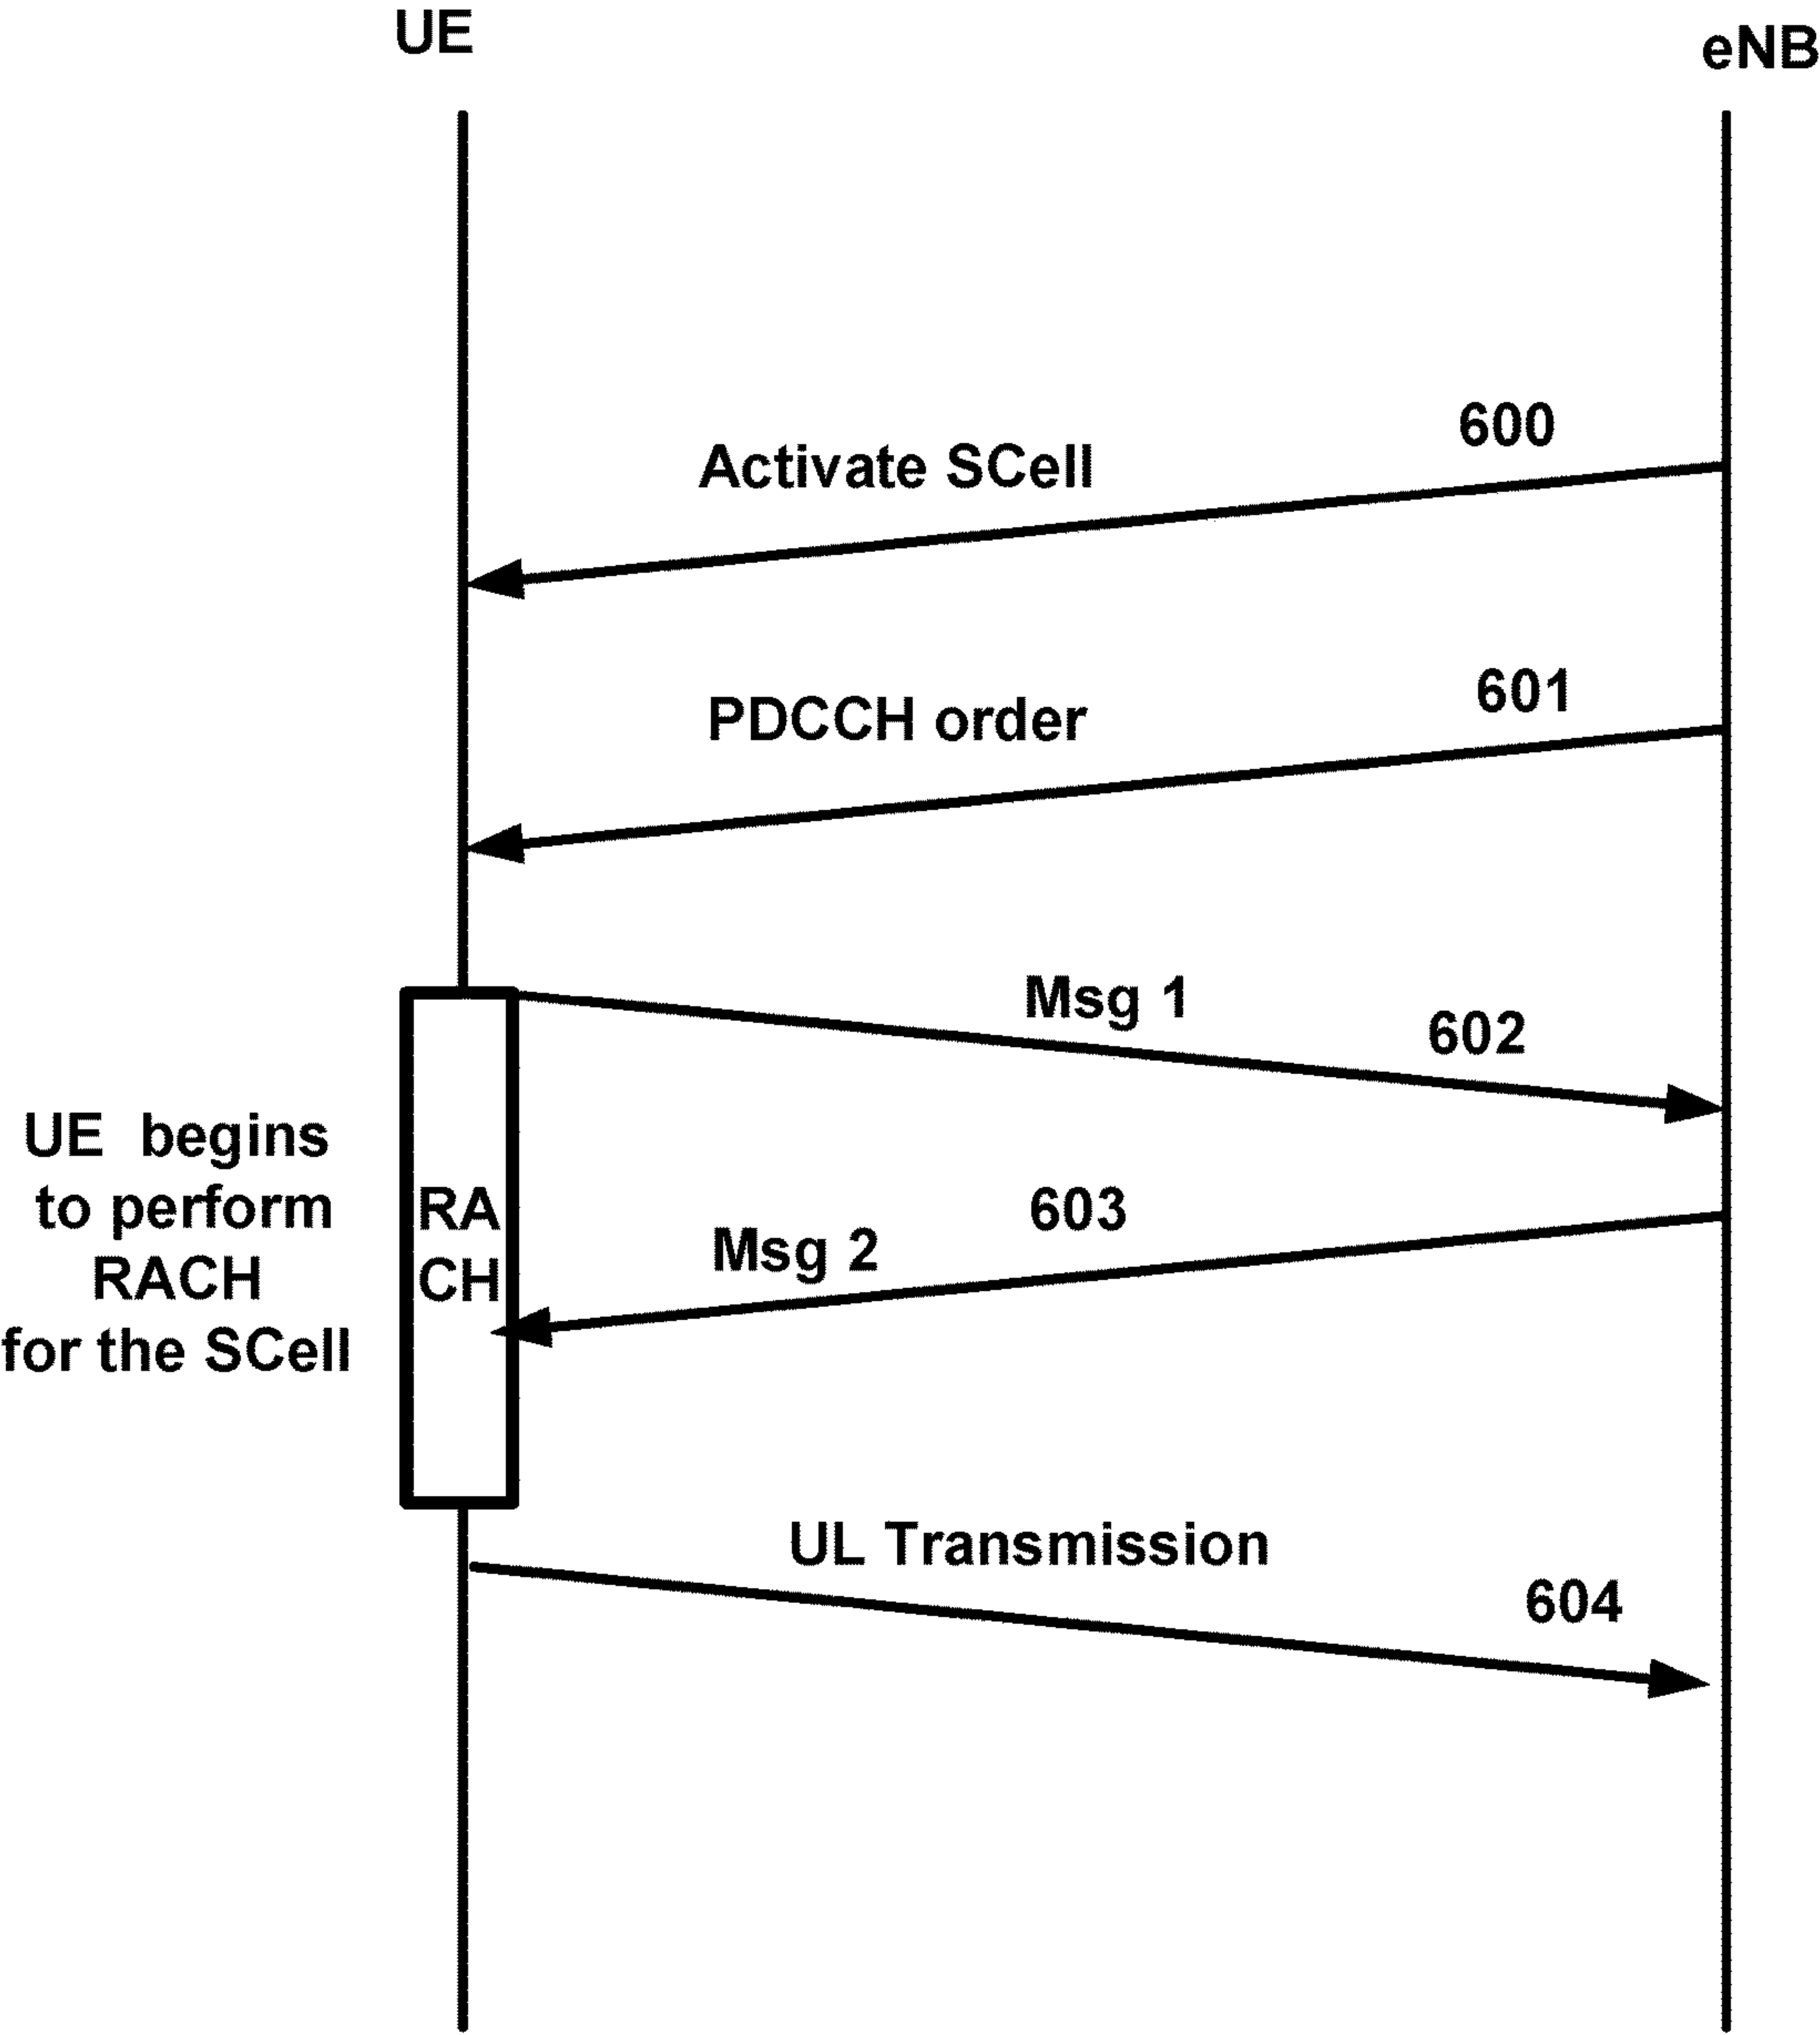 UE
eNB
600
Activate SCell
601
PDCCH order
Msg 1
602
UE begins
to perform
RACH
for the SCell
RA
CH
603
Msg 2
UL Transmission
604